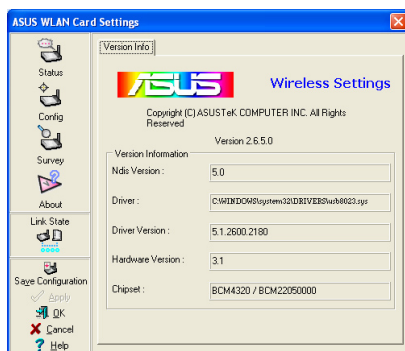 ASUS WLAN Card Settings
Status
Config
Survey
About
Link State
Save Configuration
Apply
OK
Cancel
Help
Version Info
ASUS
Wireless Settings
Copyright (C) ASUSTeK COMPUTER INC. All Rights
Reserved
Version 2.6.5.0
Version Information
Ndis Version :
5.0
Driver :
C:\WINDOWS\system32\DRIVERS\usb8023.sys
Driver Version :
5.1.2600.2180
Hardware Version :
3.1
Chipset :
BCM4320 / BCM22050000